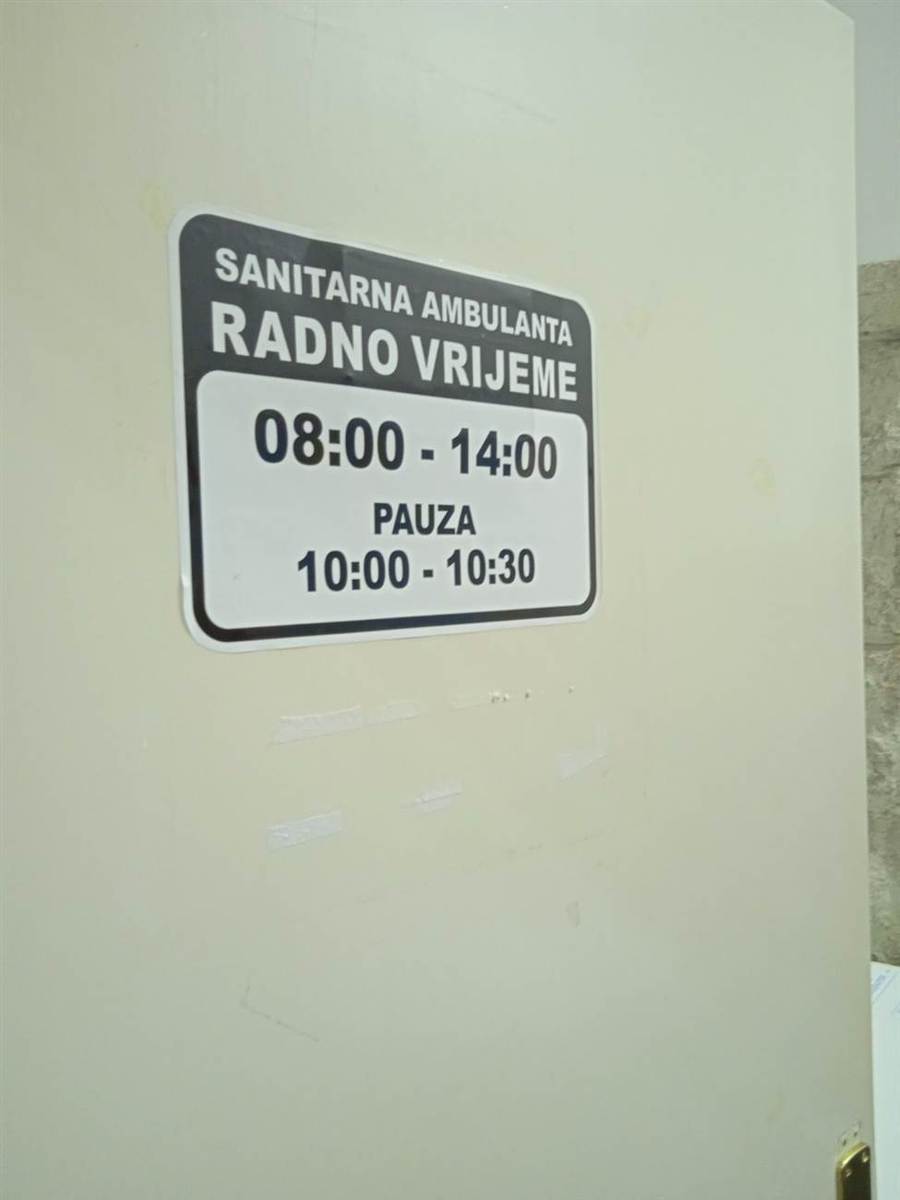 SANITARNA AMBULANTA
RADNO VRIJEME
08:00 - 14:00
PAUZA
10:00 - 10:30